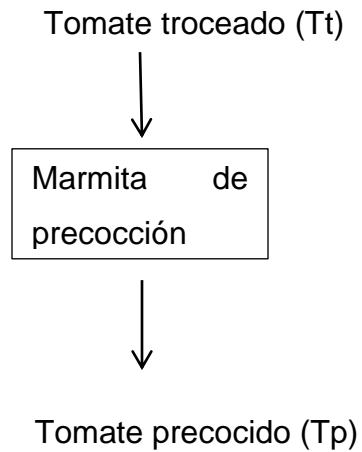 Tomate troceado (Tt)
Marmita de
precocción
Tomate precocido (Tp)